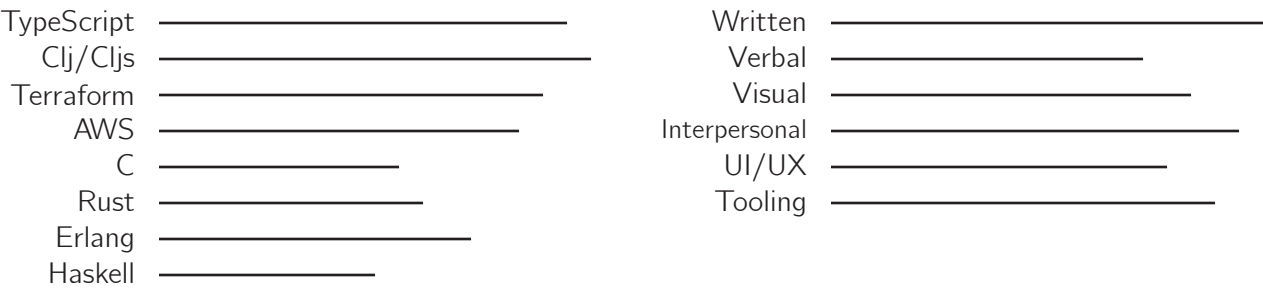 TypeScript
Clj/Cljs
Terraform
AWS
C
Rust
Erlang
Haskell
Written
Verbal
Visual
Interpersonal
UI/UX
Tooling